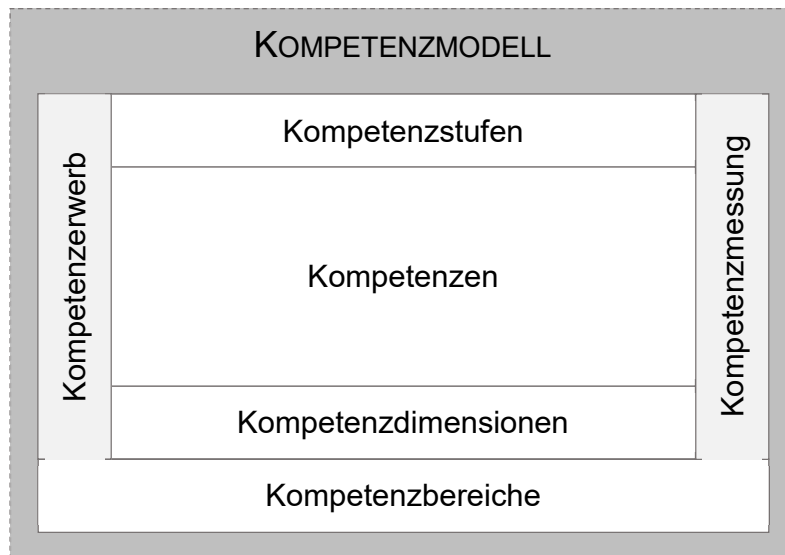 KOMPETENZMODELL
Kompetenzerwerb
Kompetenzstufen
Kompetenzen
Kompetenzdimensionen
Kompetenzmessung
Kompetenzbereiche